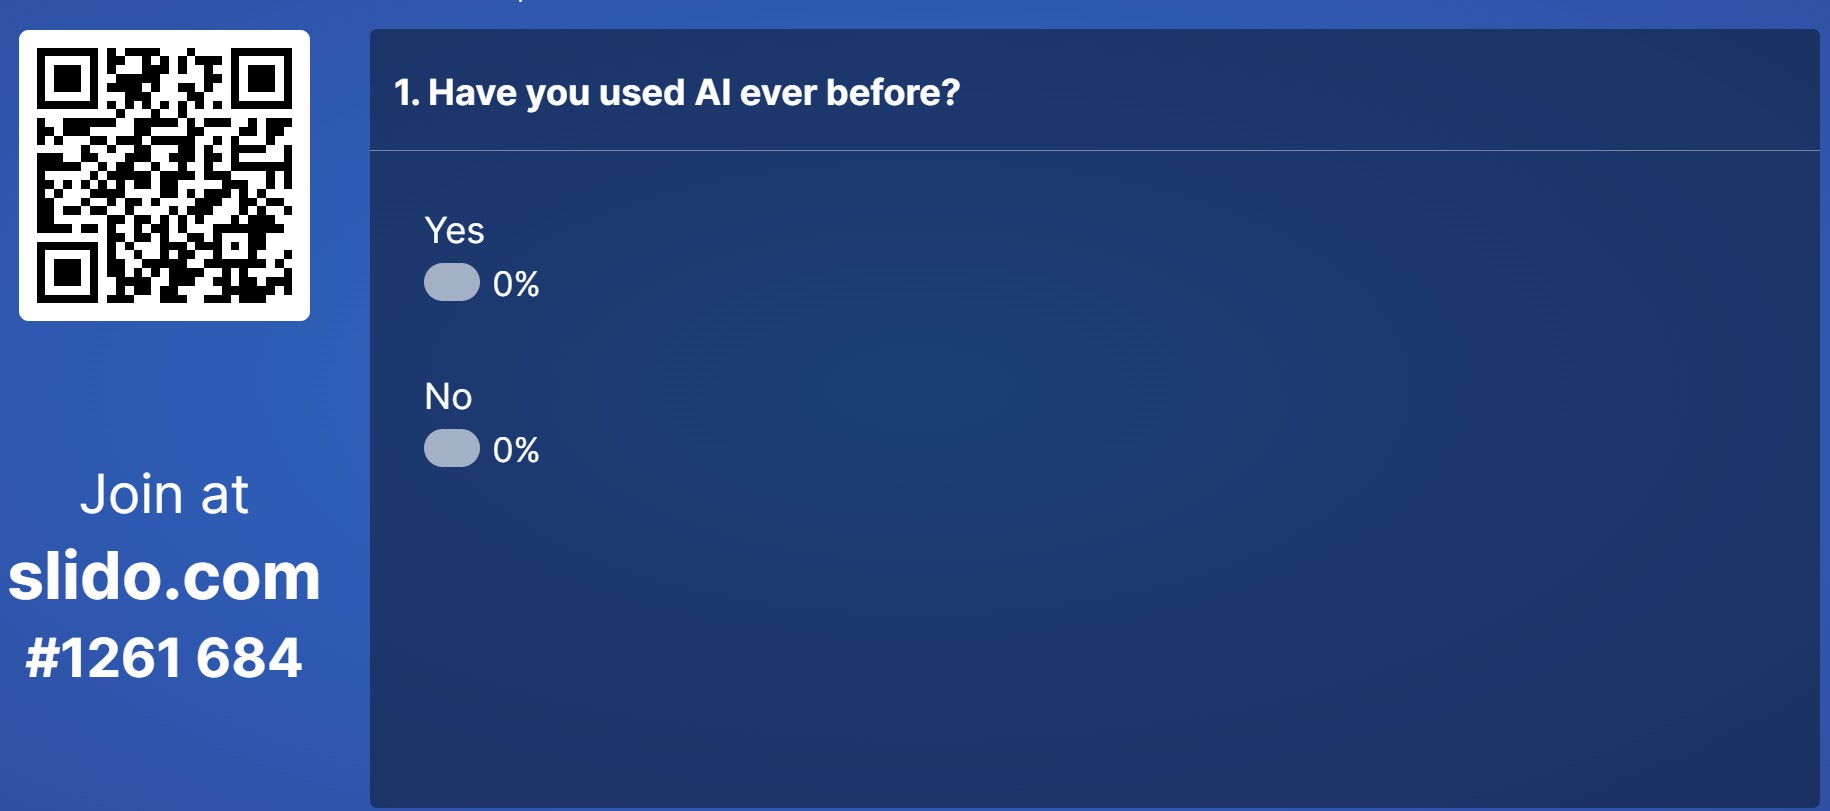 1. Have you used AI ever before?
Yes
0%
No
0%
Join at
slido.com
#1261 684